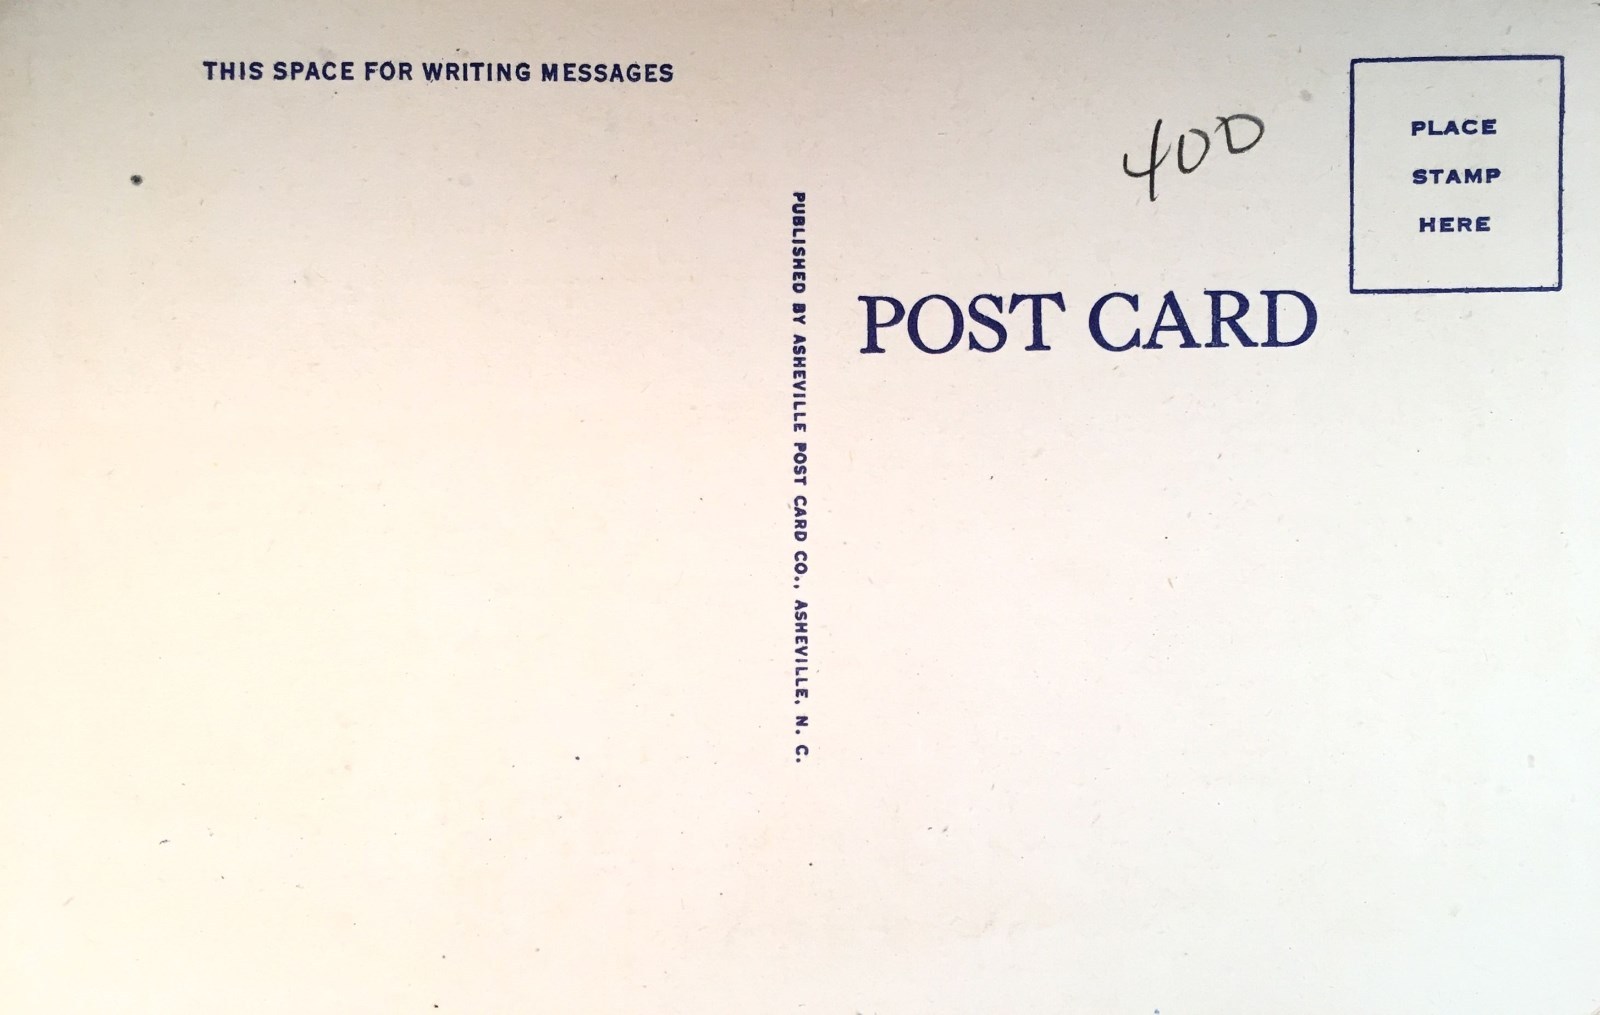 THIS SPACE FOR WRITING MESSAGES
PUBLISHED BY ASHEVILLE POST CARD CO., ASHEVILLE, N. C.
400
POST CARD
PLACE
STAMP
HERE